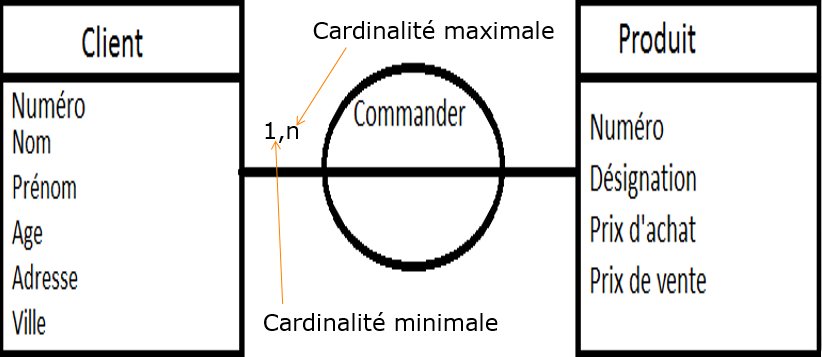 Client
Numéro
Nom
Prénom
Age
Adresse
Ville
Cardinalité maximale
1,n
Commander
Cardinalité minimale
Produit
Numéro
Désignation
Prix d'achat
Prix de vente